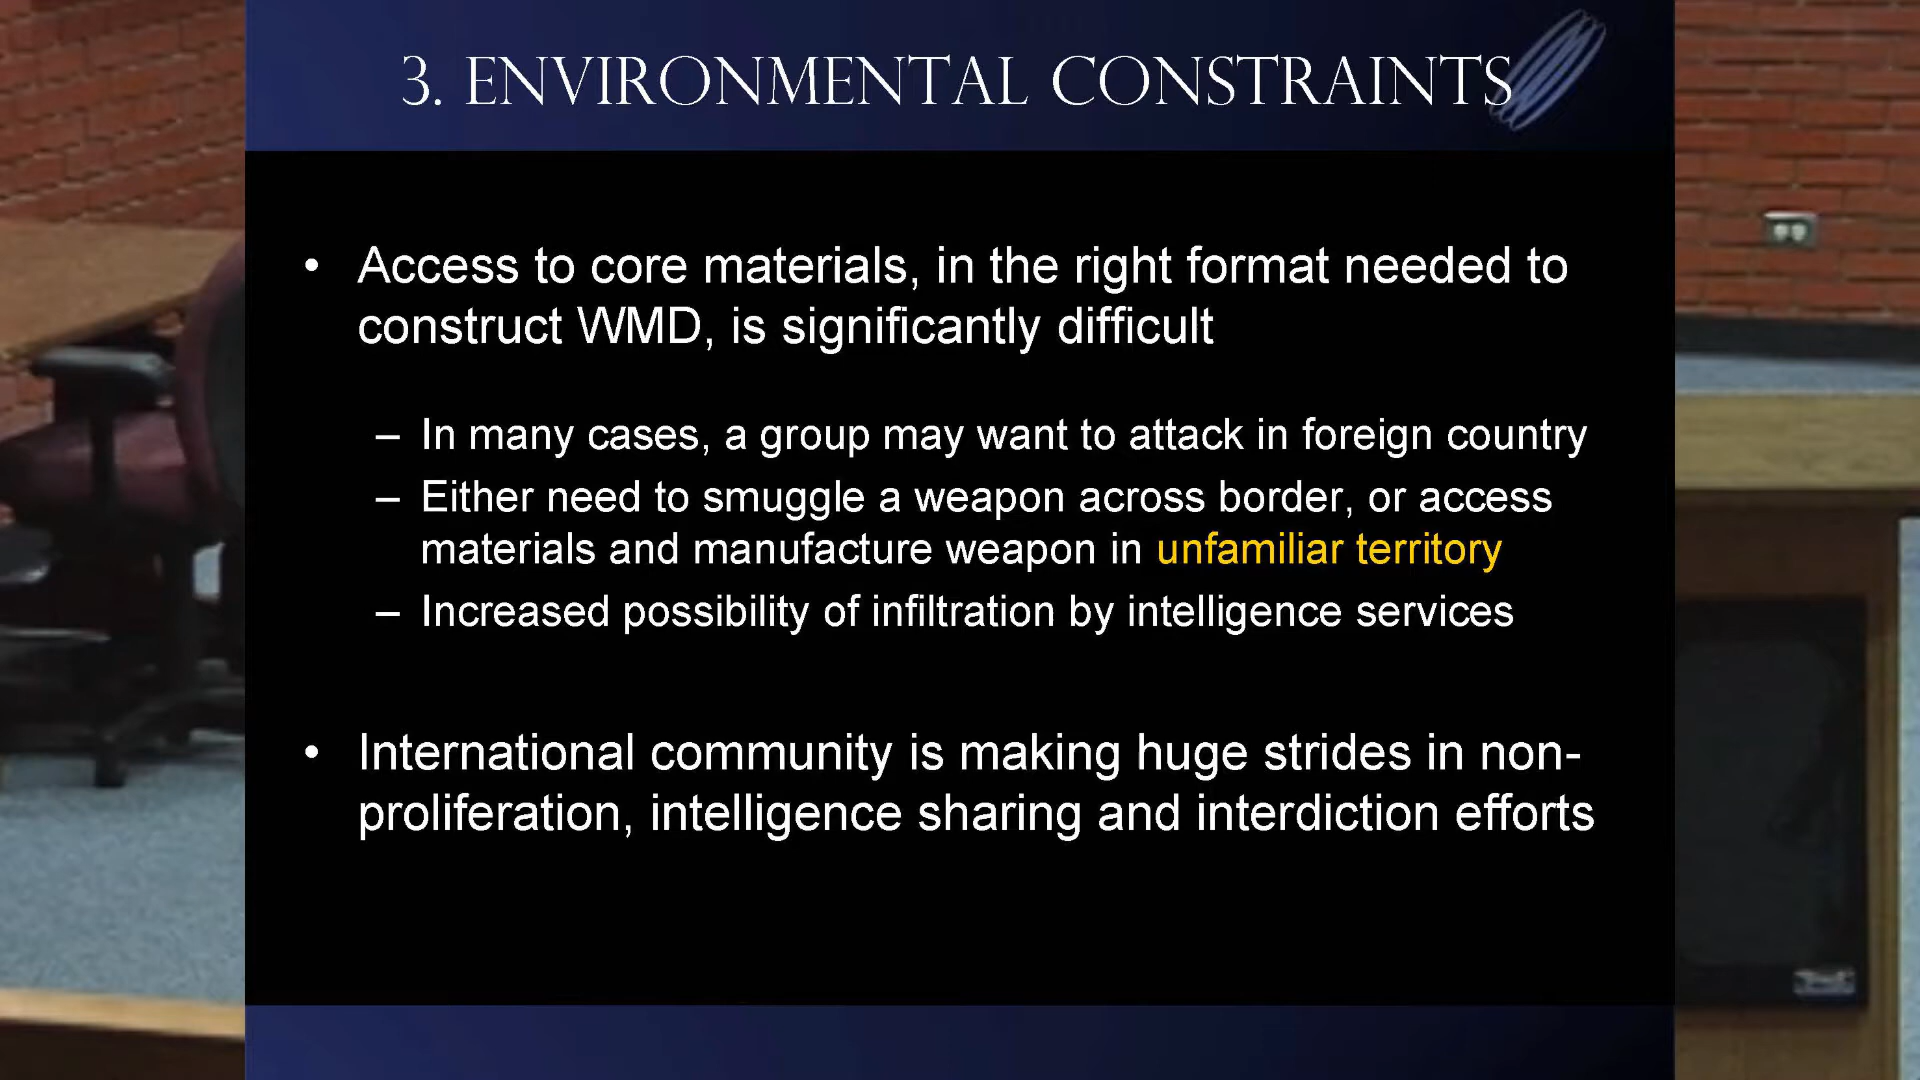 3. ENVIRONMENTAL CONSTRAINTS
• Access to core materials, in the right format needed to
construct WMD, is significantly difficult
– In many cases, a group may want to attack in foreign country
– Either need to smuggle a weapon across border, or access
materials and manufacture weapon in unfamiliar territory
– Increased possibility of infiltration by intelligence services
• International community is making huge strides in non-
proliferation, intelligence sharing and interdiction efforts